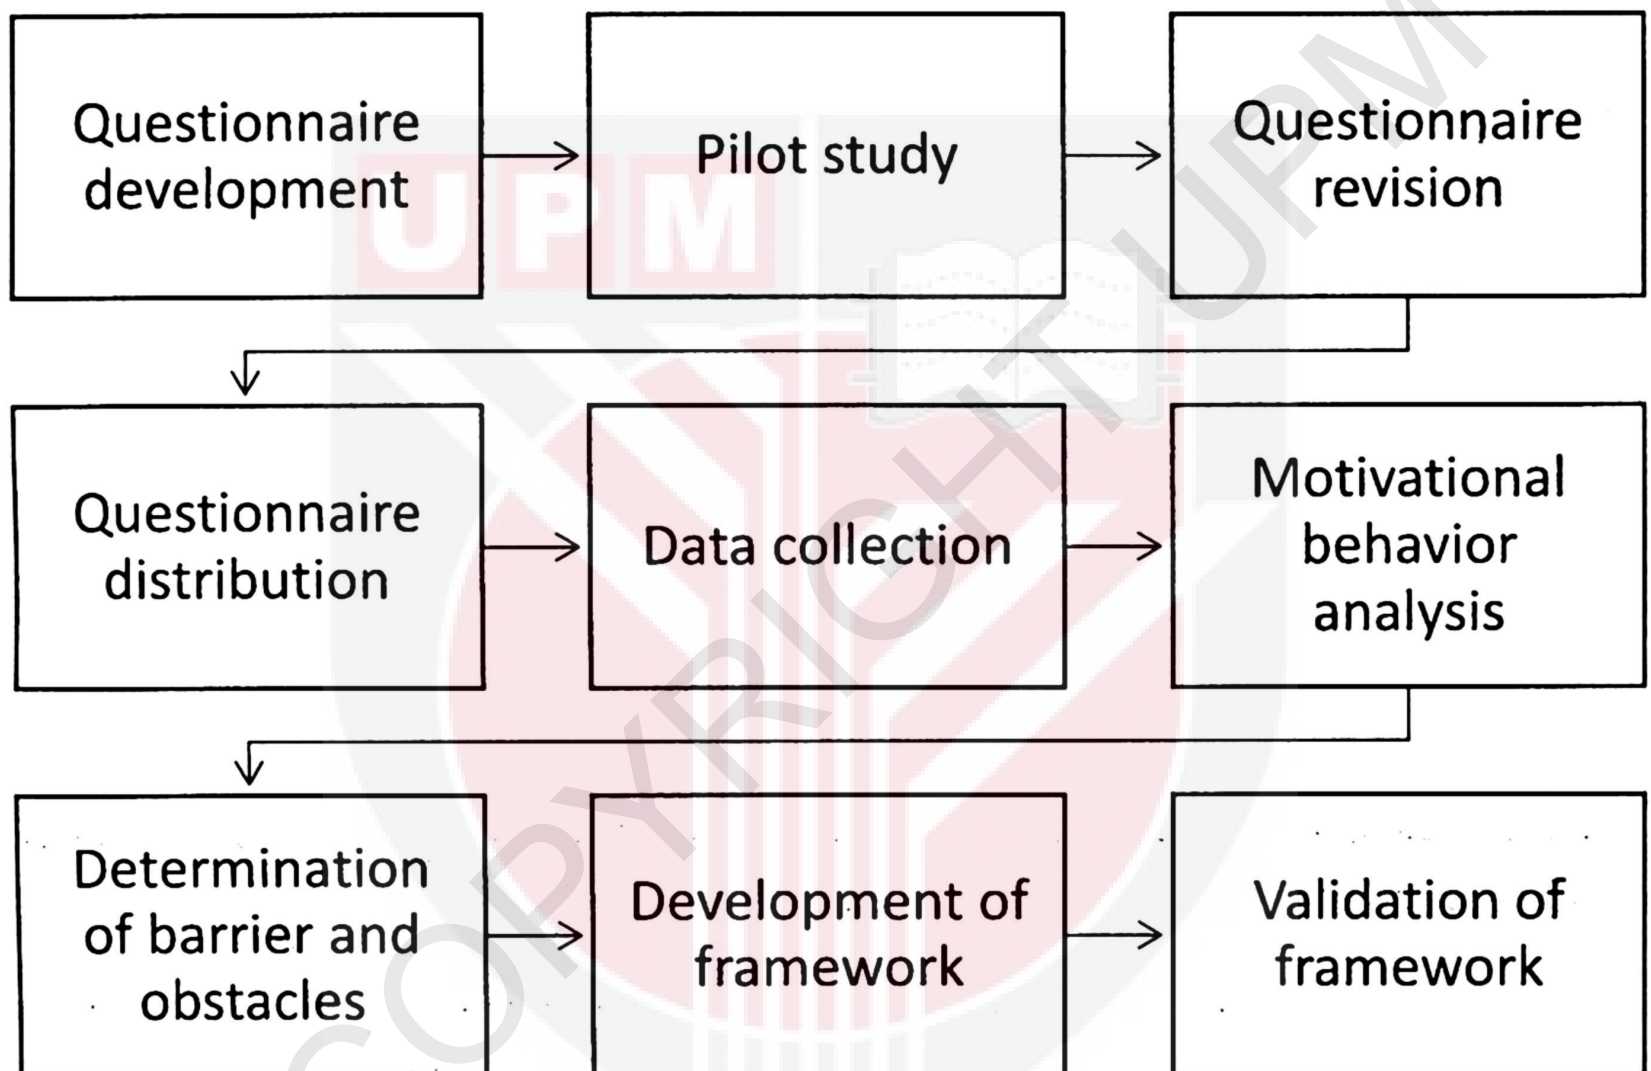 Questionnaire
development
Pilot study
Questionnaire
revision
Questionnaire
distribution
Data collection
Motivational
behavior
analysis
Determination
of barrier and
obstacles
Development of
framework
Validation of
framework
UPM
COPYRIGHT UPM